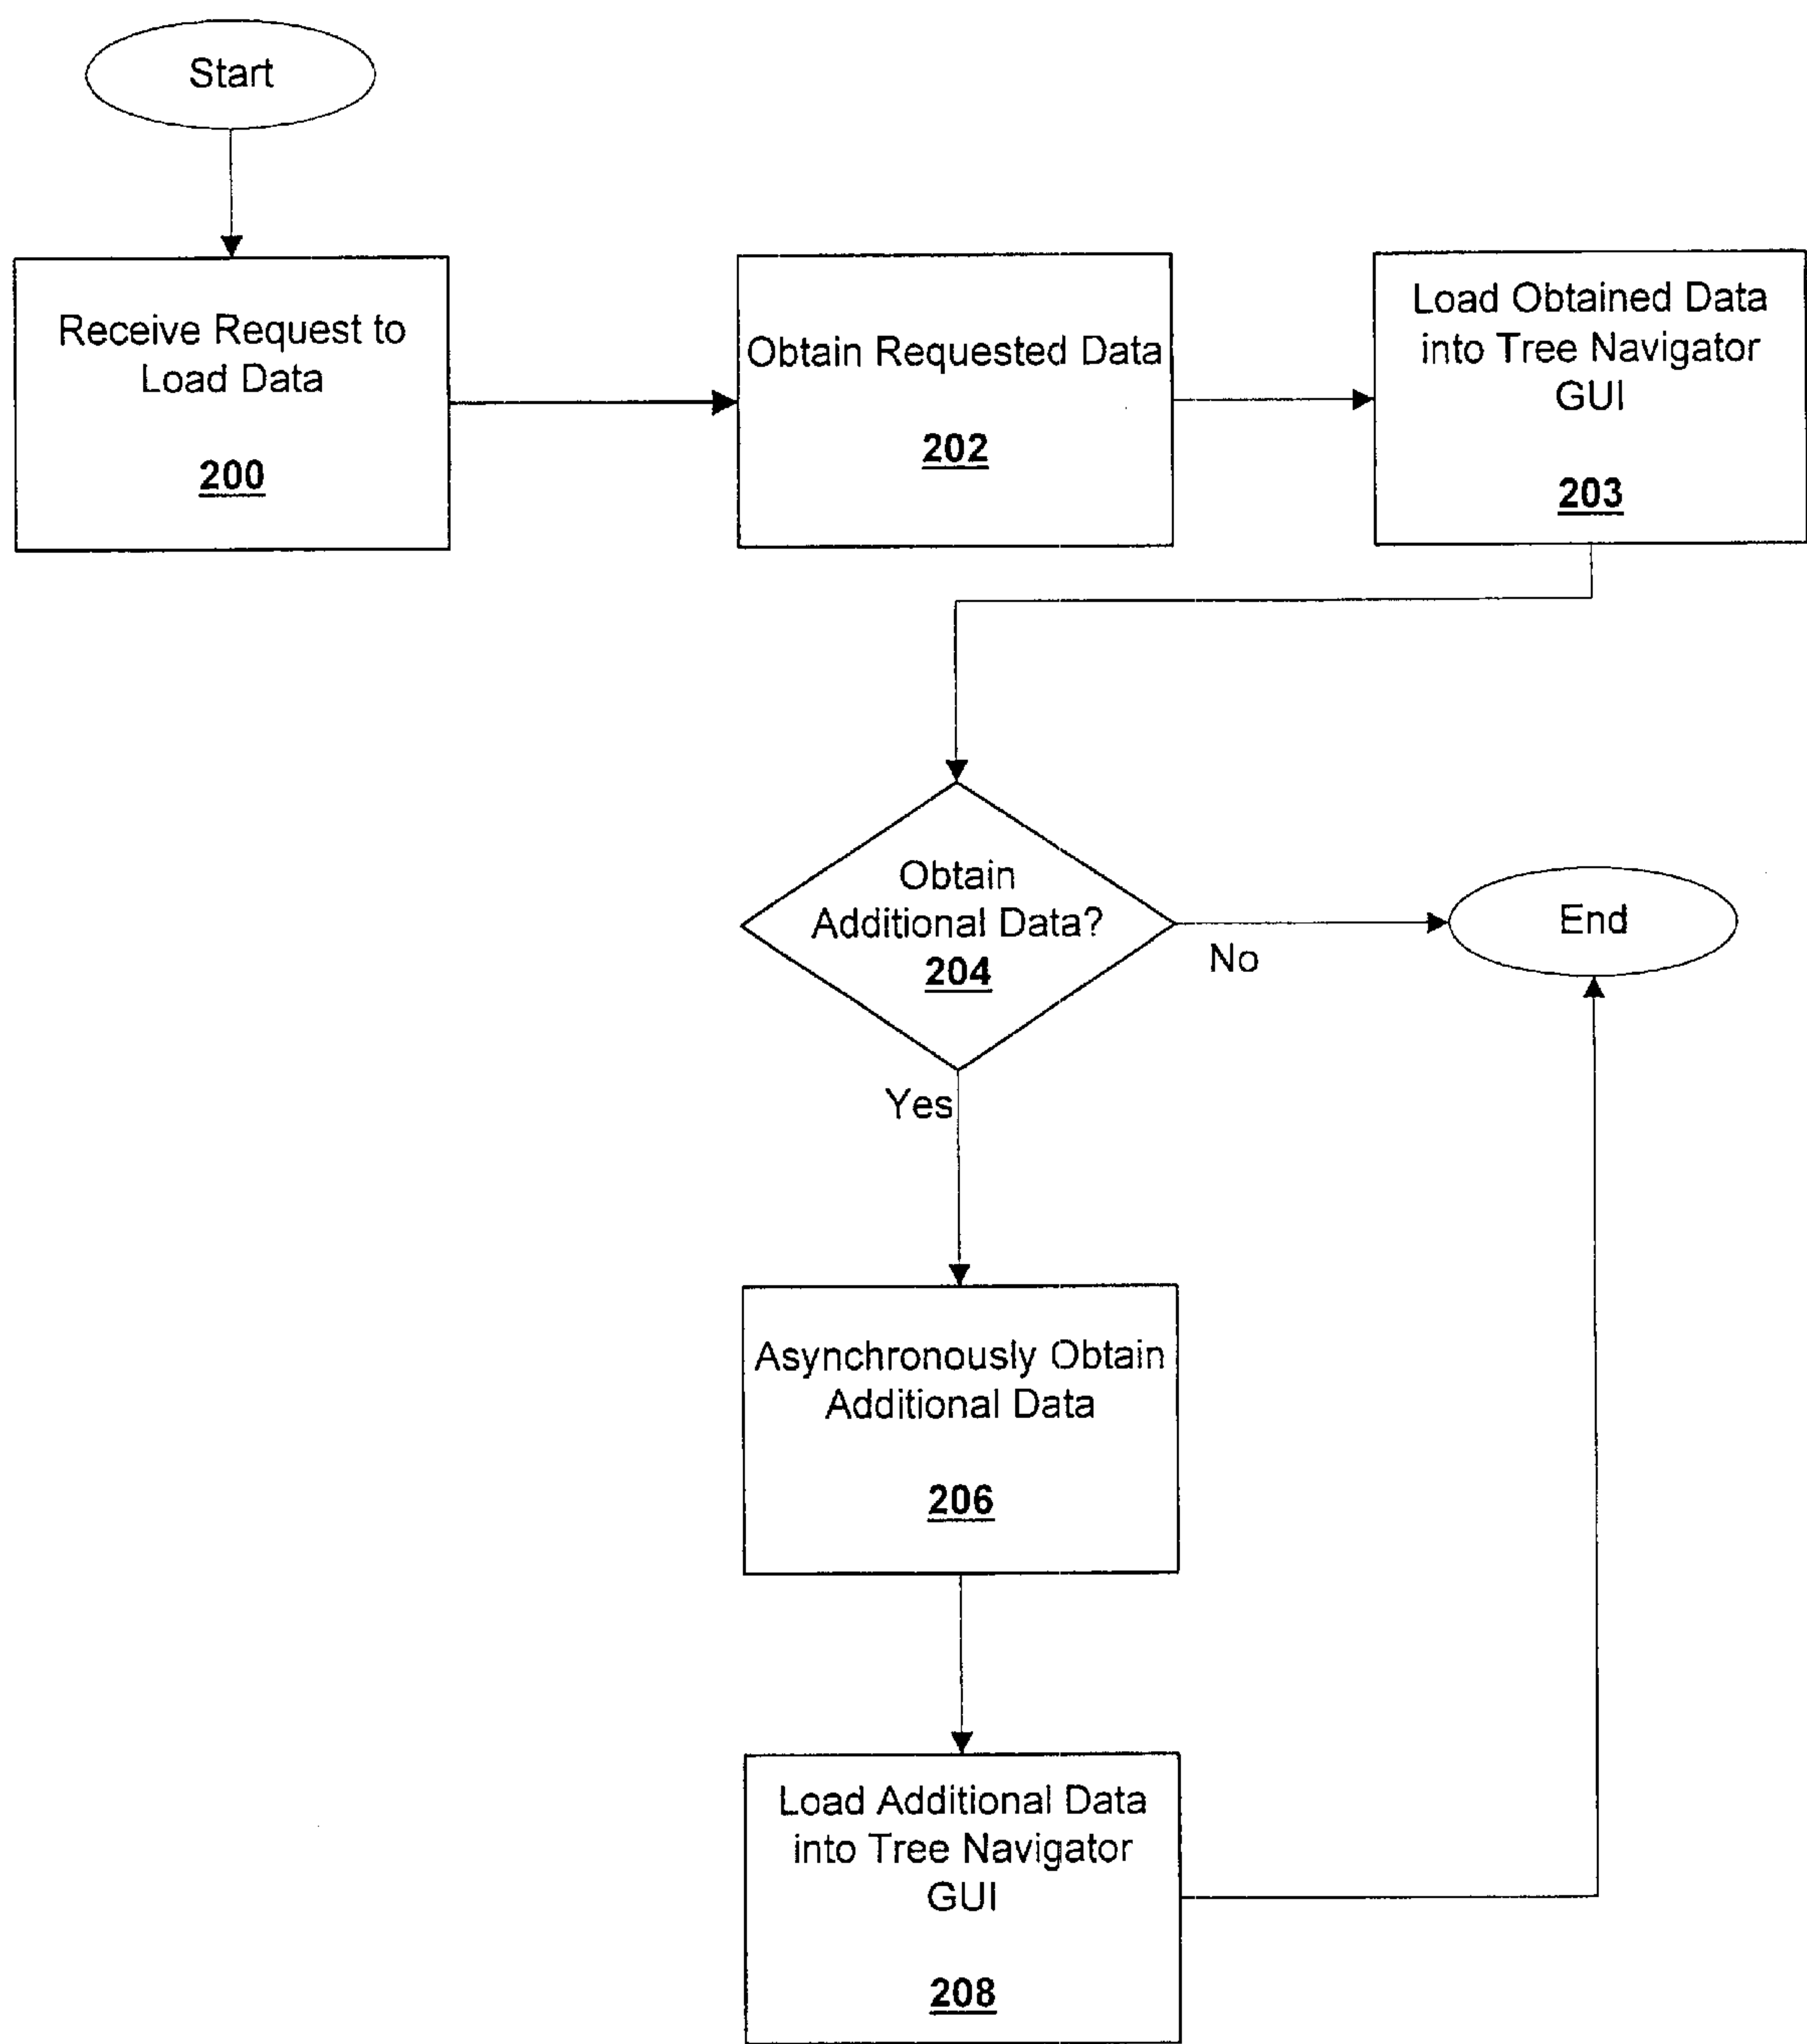 Start
Receive Request to
Load Data
200
Obtain Requested Data
202
Load Obtained Data
into Tree Navigator
GUI
203
Obtain
Additional Data?
204
No
End
Yes
Asynchronously Obtain
Additional Data
206
Load Additional Data
into Tree Navigator
GUI
208